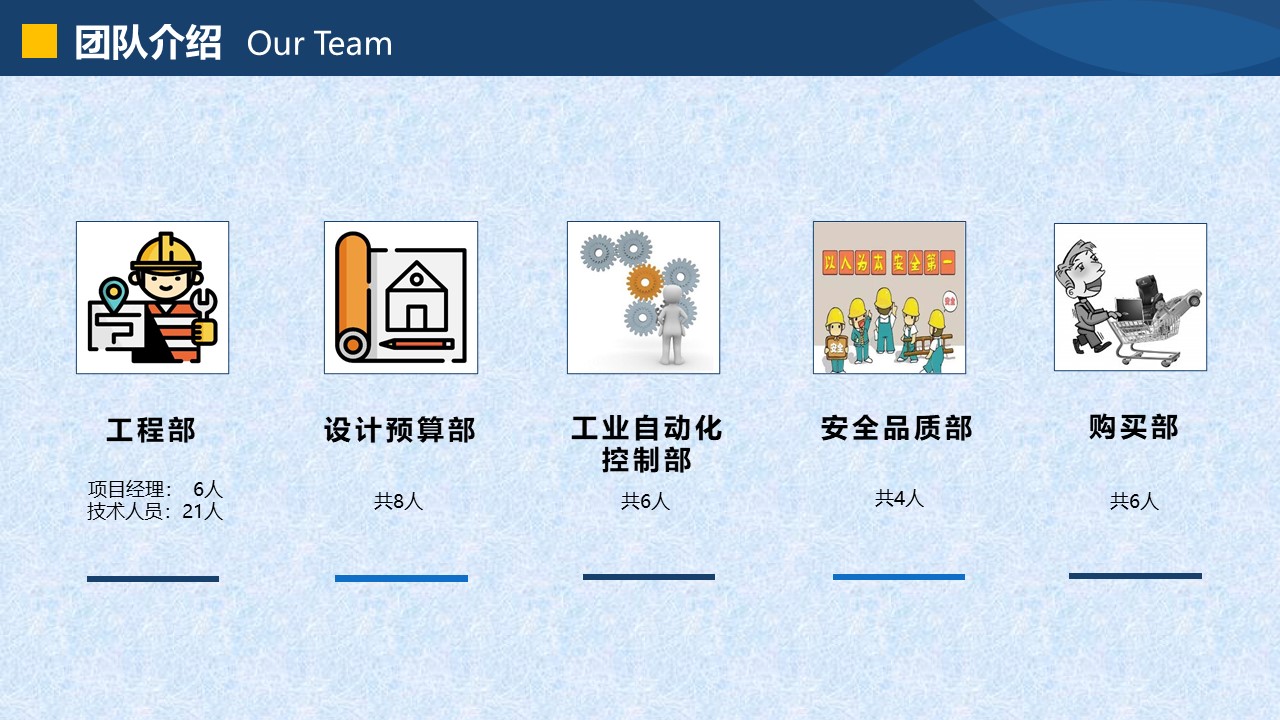 团队介绍 Our Team
以人为本 安全第一
安全
安全
工程部
设计预算部
工业自动化
控制部
安全品质部
购买部
项目经理： 6人
技术人员：21人
共8人
共6人
共4人
共6人